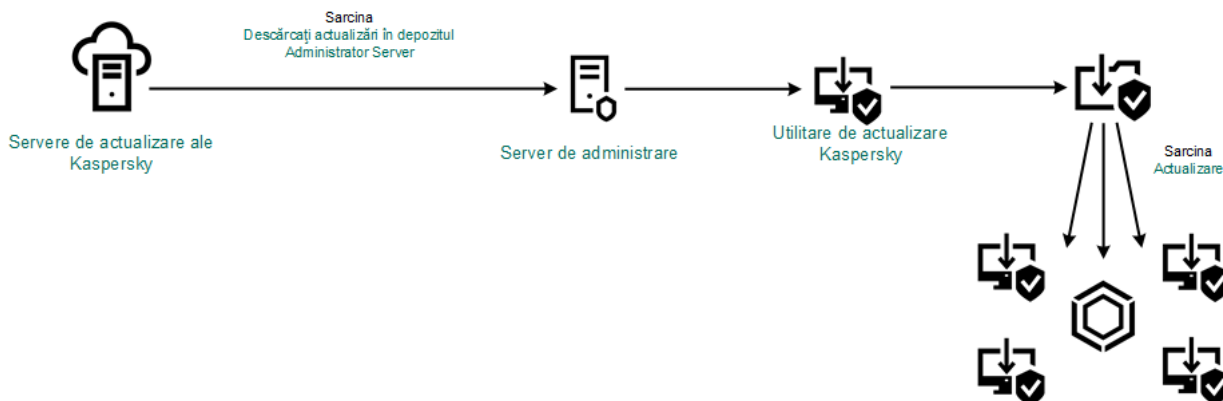 Sarcina
Descărcați actualizări în depozitul
Administrator Server
Servere de actualizare ale
Kaspersky
Server de administrare
Utilitare de actualizare
Kaspersky
Sarcina
Actualizare